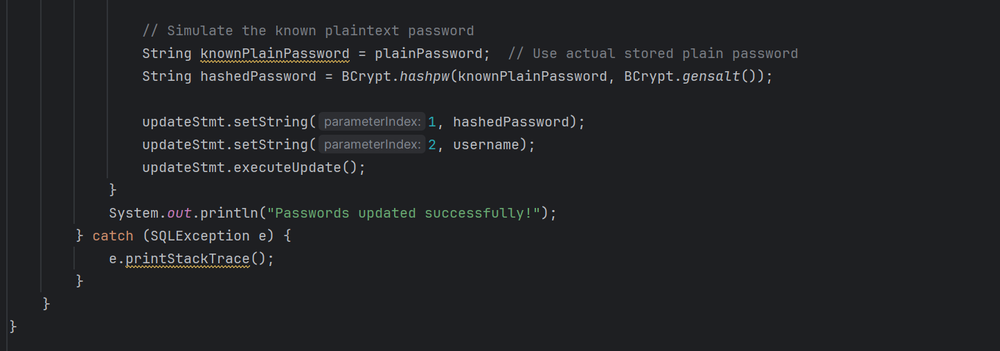 // Simulate the known plaintext password
String knownPlainPassword = plainPassword;  // Use actual stored plain password
String hashedPassword = BCrypt.hashpw(knownPlainPassword, BCrypt.gensalt());
updateStmt.setString( parameterIndex: 1, hashedPassword);
updateStmt.setString( parameterIndex: 2, username);
updateStmt.executeUpdate();
}
System.out.println("Passwords updated successfully!");
} catch (SQLException e) {
e.printStackTrace();
}
}
}